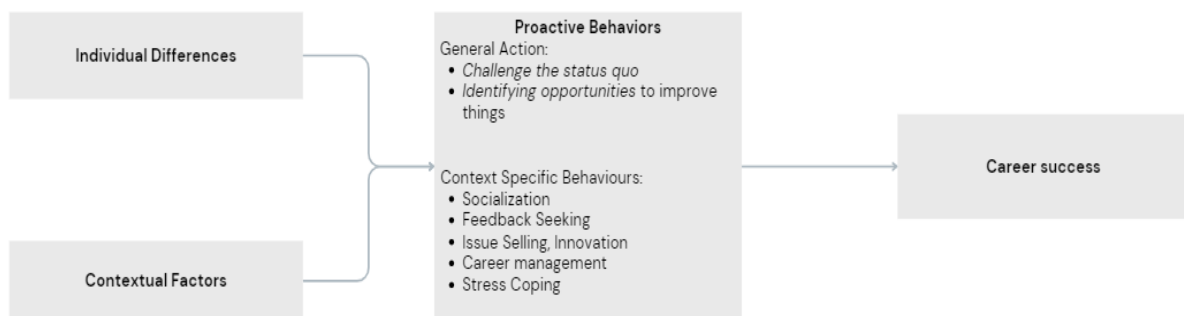 Individual Differences
Contextual Factors
Proactive Behaviors
General Action:
• Challenge the status quo
• Identifying opportunities to improve
things
Context Specific Behaviours:
• Socialization
• Feedback Seeking
• Issue Selling, Innovation
• Career management
• Stress Coping
Career success